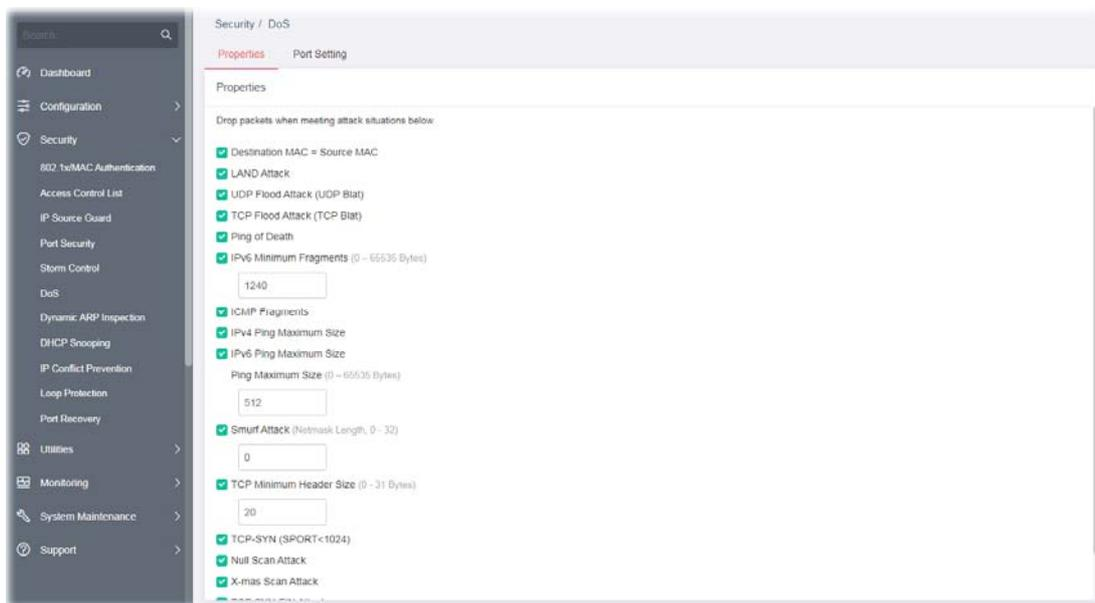 Search
Dashboard
Configuration
Security
802.1x/MAC Authentication
Access Control List
IP Source Guard
Port Security
Storm Control
DoS
Dynamic ARP Inspection
DHCP Snooping
IP Conflict Prevention
Loop Protection
Port Recovery
Utilities
Monitoring
System Maintenance
Support
Security / DoS
Properties Port Setting
Properties
Drop packets when meeting attack situations below
Destination MAC = Source MAC
LAND Attack
UDP Flood Attack (UDP Blat)
TCP Flood Attack (TCP Blat)
Ping of Death
IPv6 Minimum Fragments (0 – 65535 Bytes)
1240
ICMP Fragments
IPv4 Ping Maximum Size
IPv6 Ping Maximum Size
Ping Maximum Size (0 – 65535 Bytes)
512
Smurf Attack (Netmask Length, 0 - 32)
0
TCP Minimum Header Size (0 - 31 Bytes)
20
TCP-SYN (SPORT<1024)
Null Scan Attack
X-mas Scan Attack